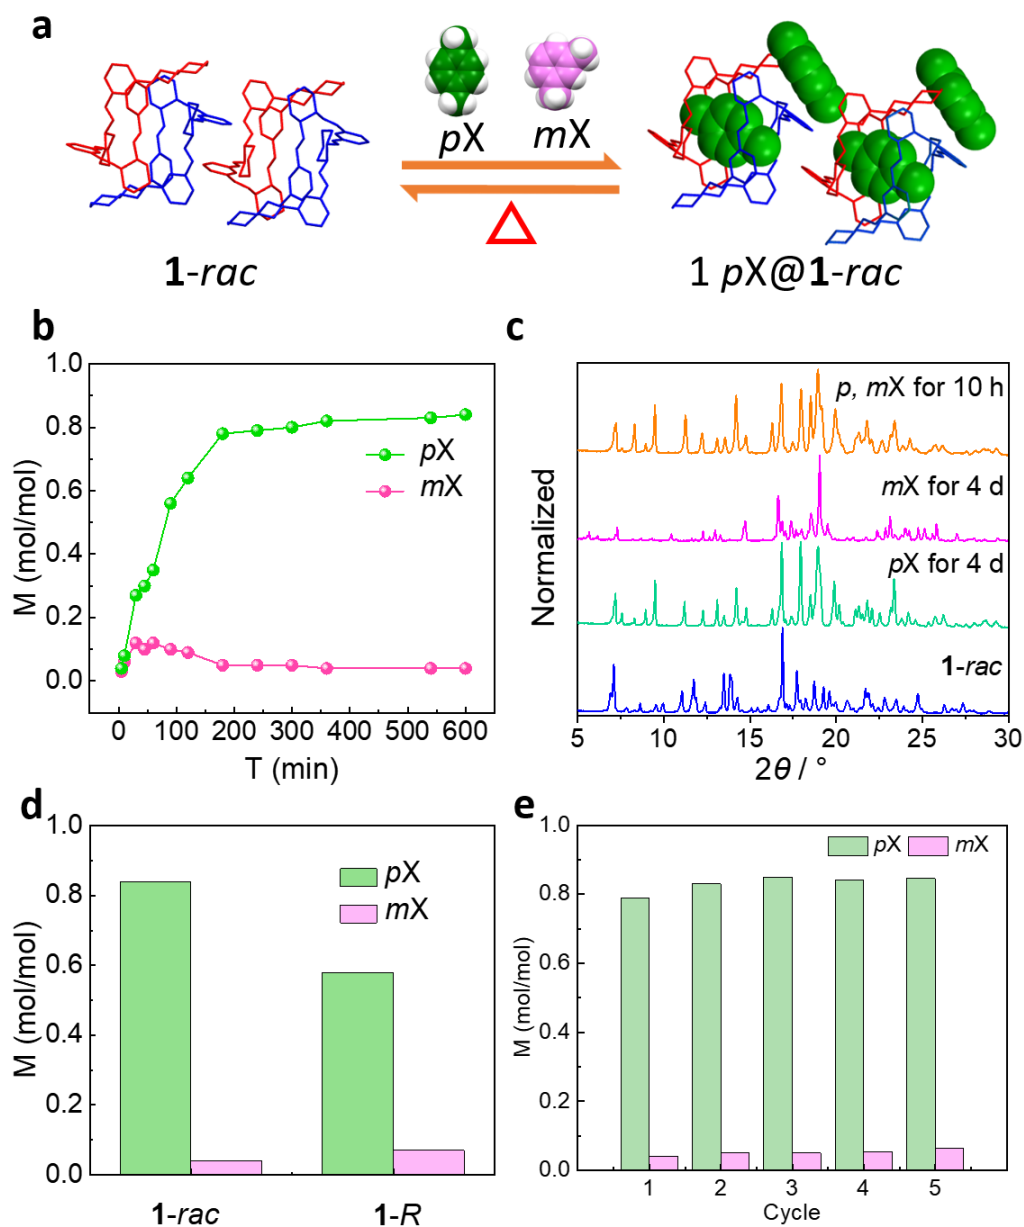 a
pX mX
1-rac
1 pX@1-rac
b
1.0
0.8
0.6
0.4
0.2
0.0
M (mol/mol)
pX
mX
0 100 200 300 400 500 600
T (min)
c
Normalized
p, mX for 10 h
mX for 4 d
pX for 4 d
1-rac
5 10 15 20 25 30
2θ / °
d
1.0
0.8
0.6
0.4
0.2
0.0
M (mol/mol)
pX
mX
1-rac 1-R
e
1.0
0.8
0.6
0.4
0.2
0.0
M (mol/mol)
pX mX
1 2 3 4 5
Cycle